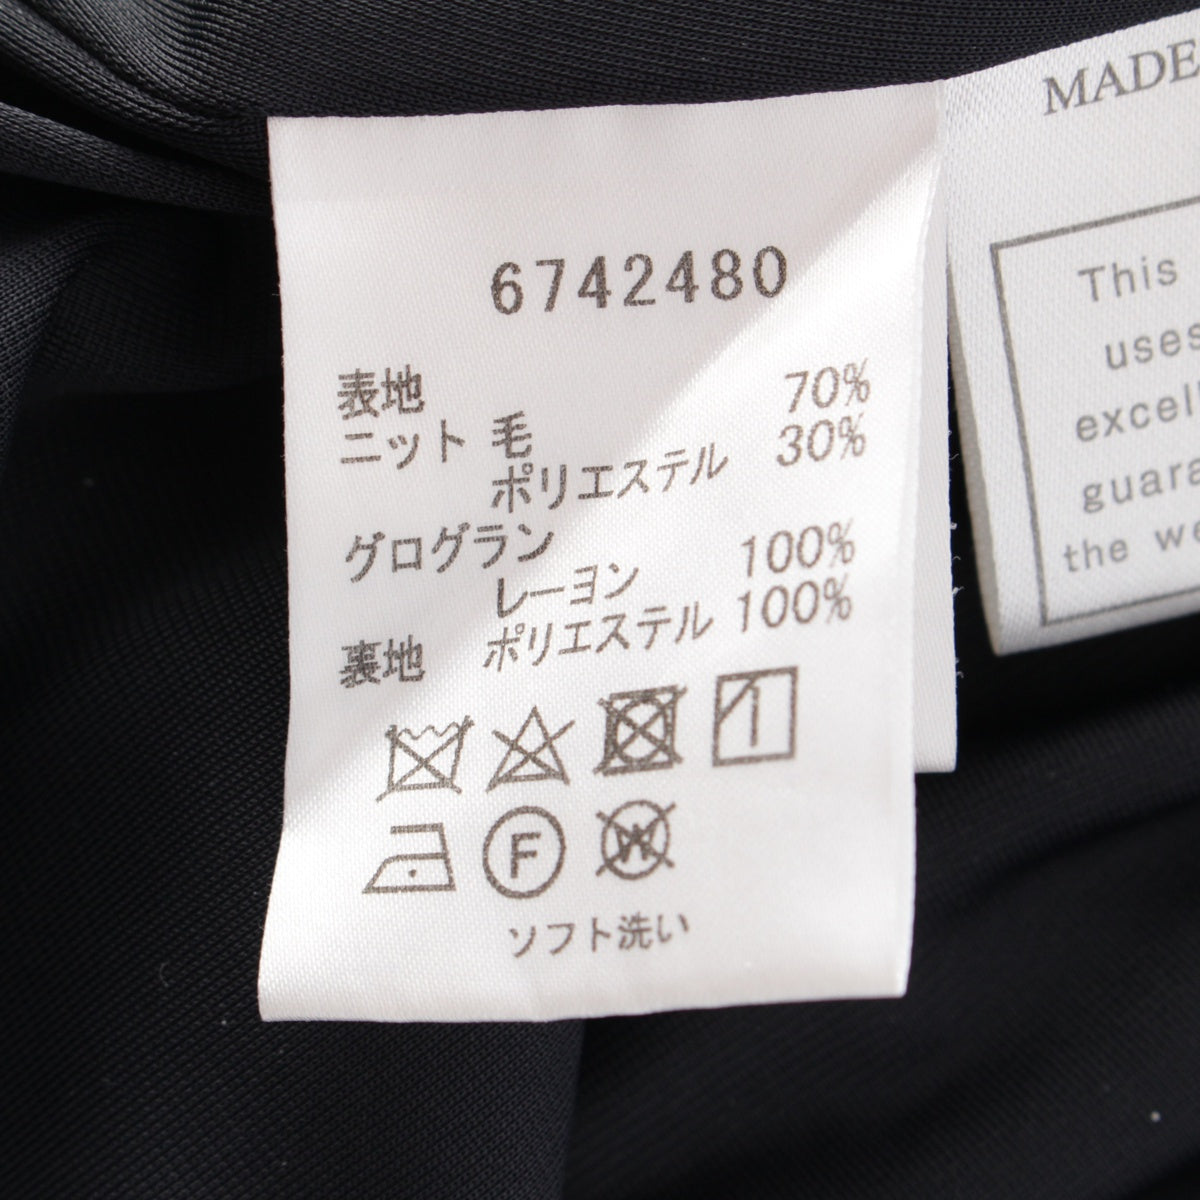 6742480
表地
ニット 毛 70%
ポリエステル 30%
グログラン
レーヨン 100%
裏地 ポリエステル 100%
F
W
ソフト洗い
MADE
This
uses
excell
guara
the we